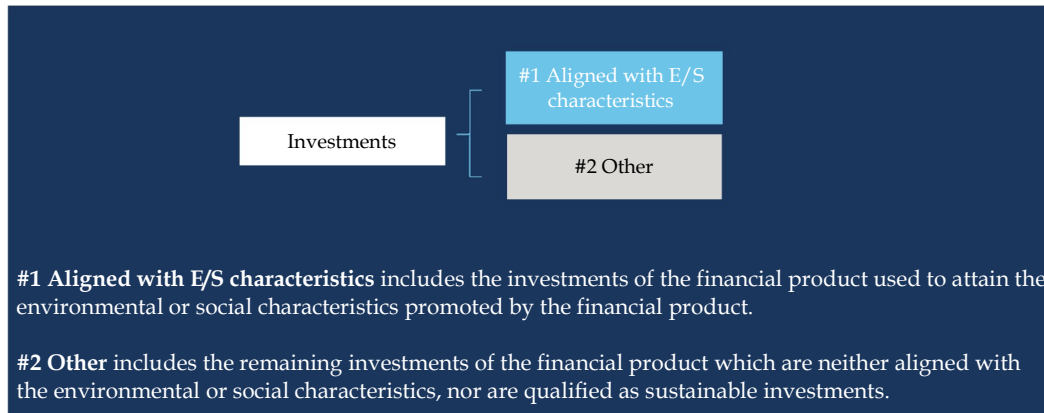 #1 Aligned with E/S
characteristics
Investments
#2 Other
#1 Aligned with E/S characteristics includes the investments of the financial product used to attain the
environmental or social characteristics promoted by the financial product.
#2 Other includes the remaining investments of the financial product which are neither aligned with
the environmental or social characteristics, nor are qualified as sustainable investments.